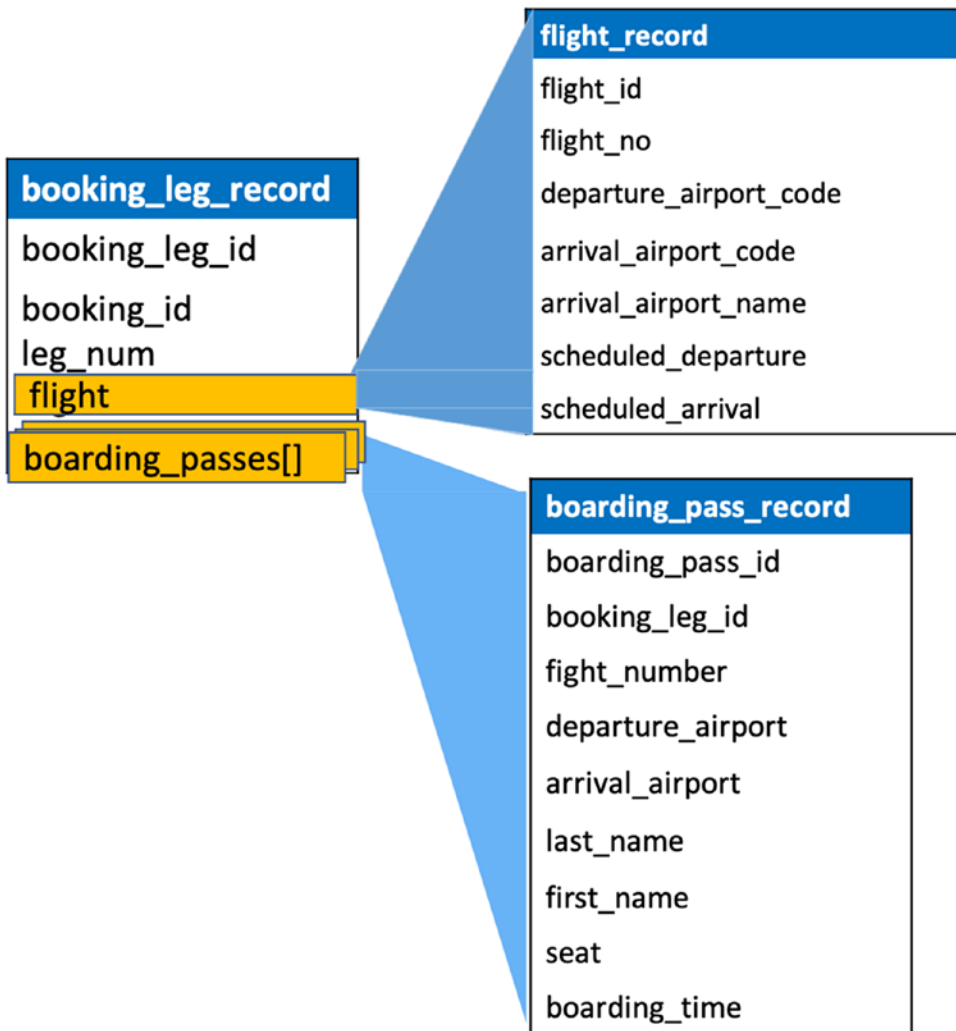 booking_leg_record
booking_leg_id
booking_id
leg_num
flight
boarding_passes[]
flight_record
flight_id
flight_no
departure_airport_code
arrival_airport_code
arrival_airport_name
scheduled_departure
scheduled_arrival
boarding_pass_record
boarding_pass_id
booking_leg_id
fight_number
departure_airport
arrival_airport
last_name
first_name
seat
boarding_time